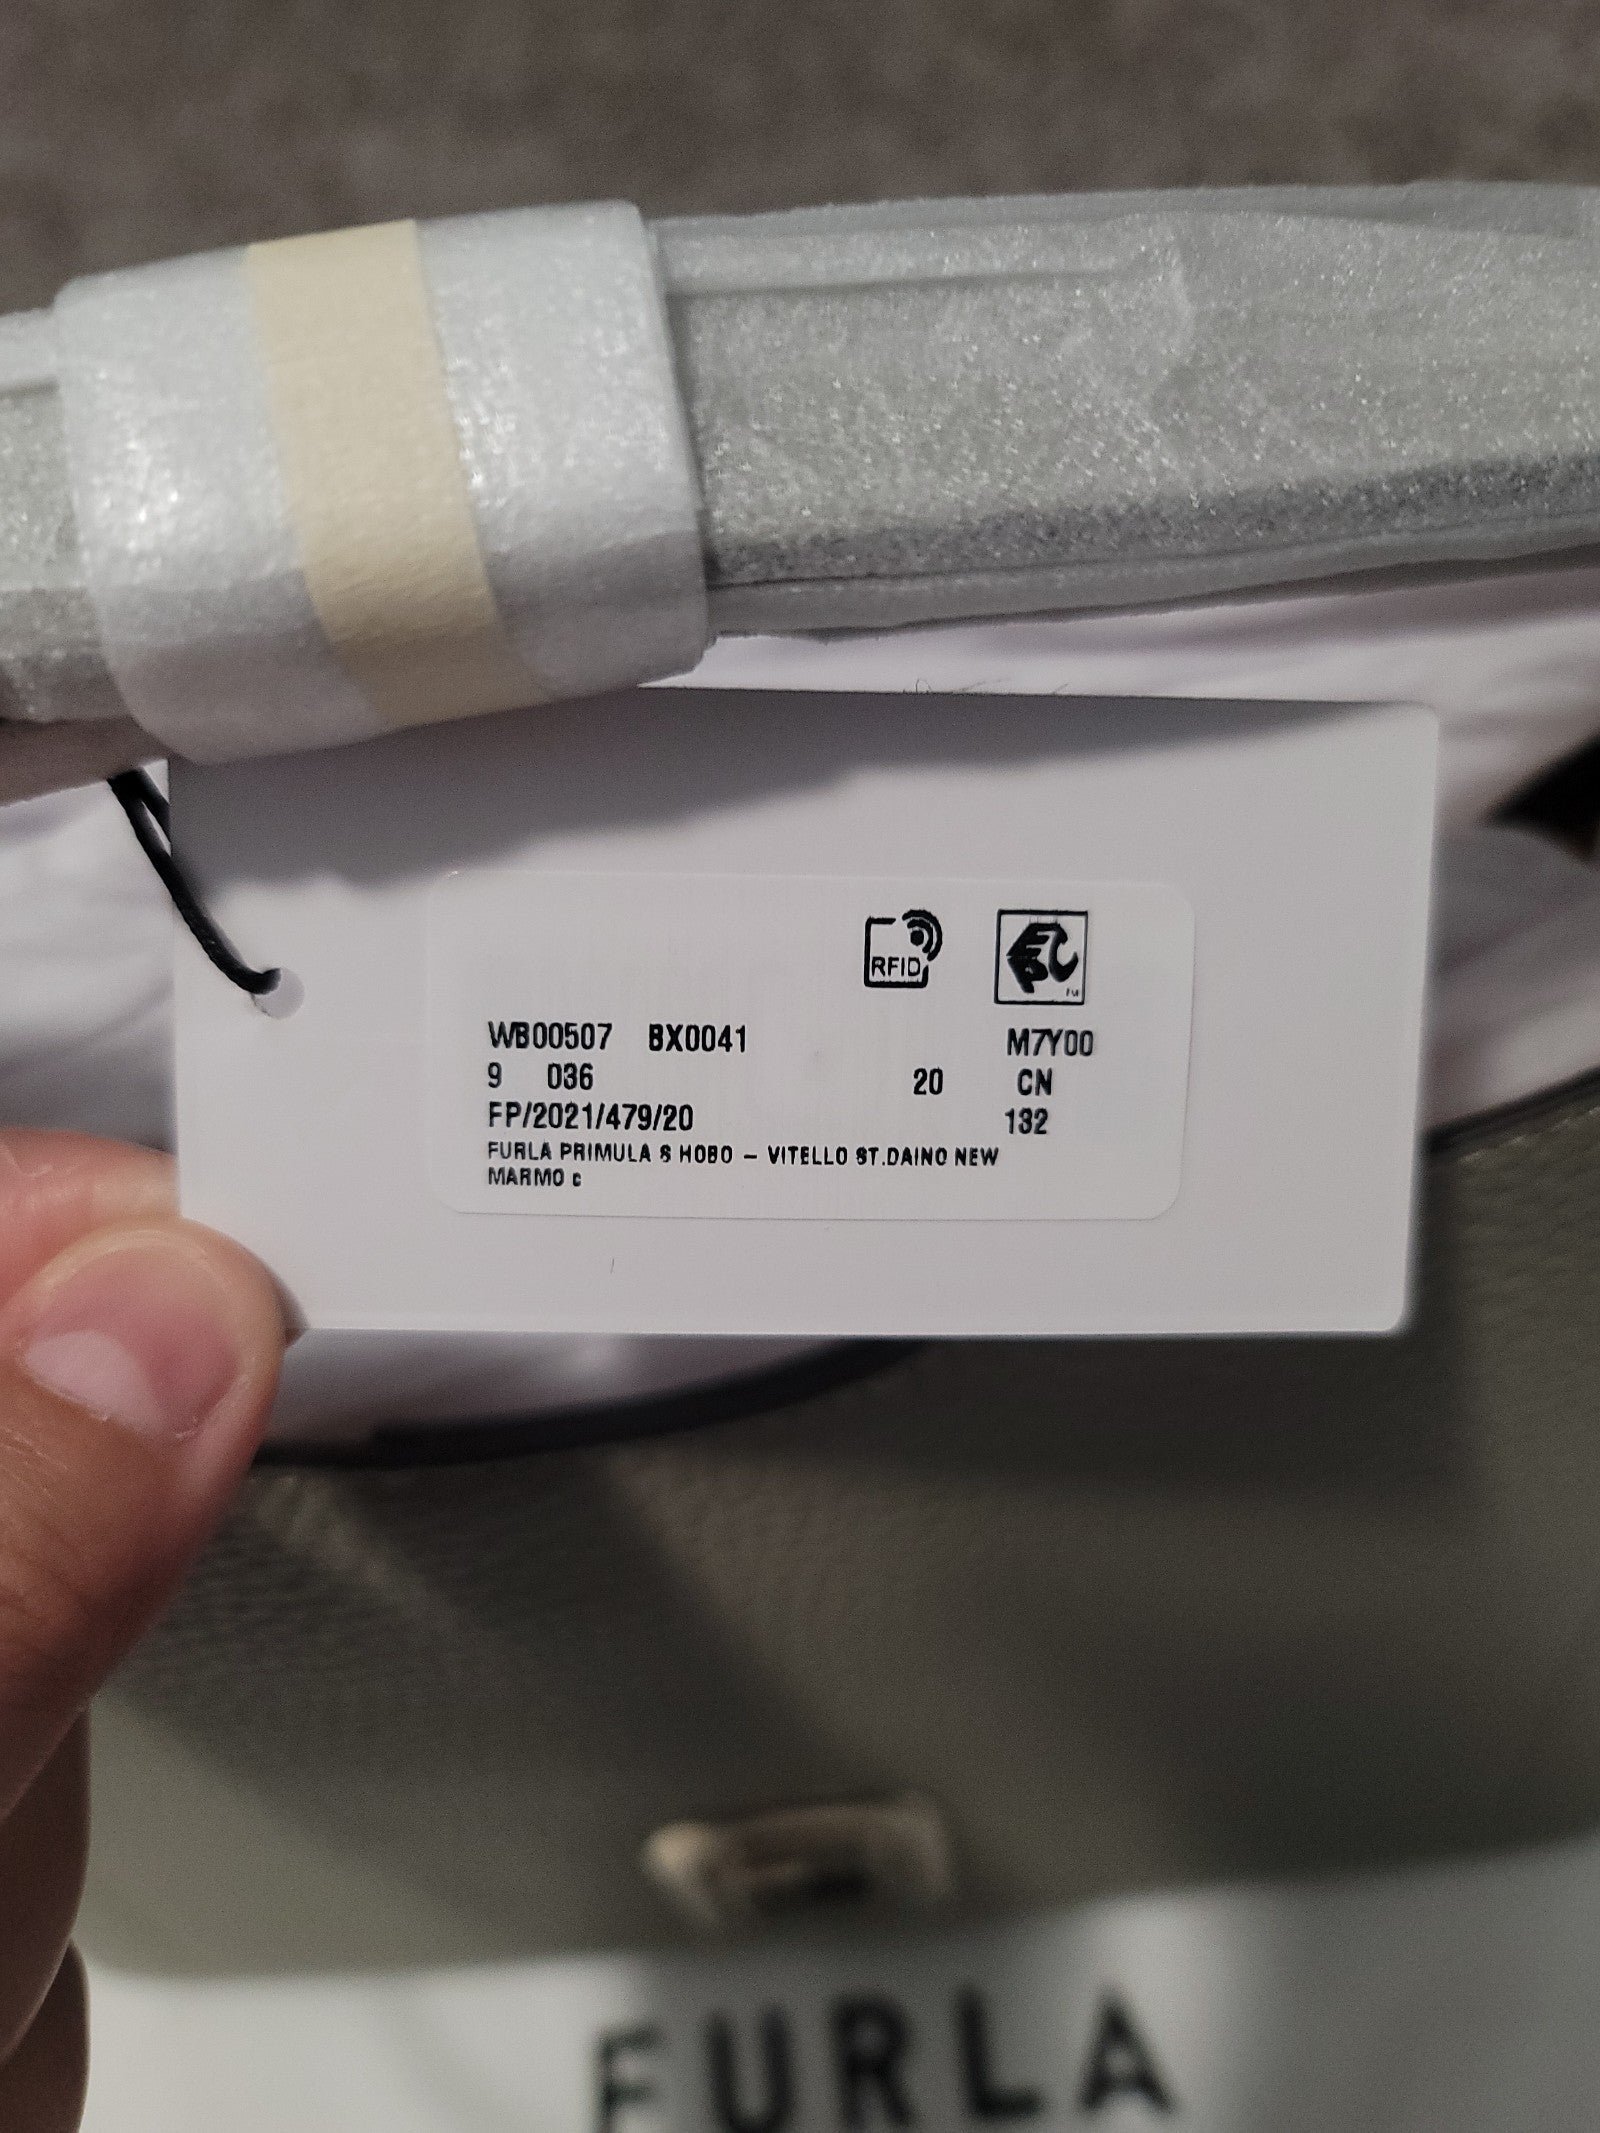 RFID
EPC
WB00507 BX0041 M7Y00
9 036 20 CN
FP/2021/479/20 132
FURLA PRIMULA S HOBO – VITELLO ST.DAINO NEW
MARMO c
FURLA